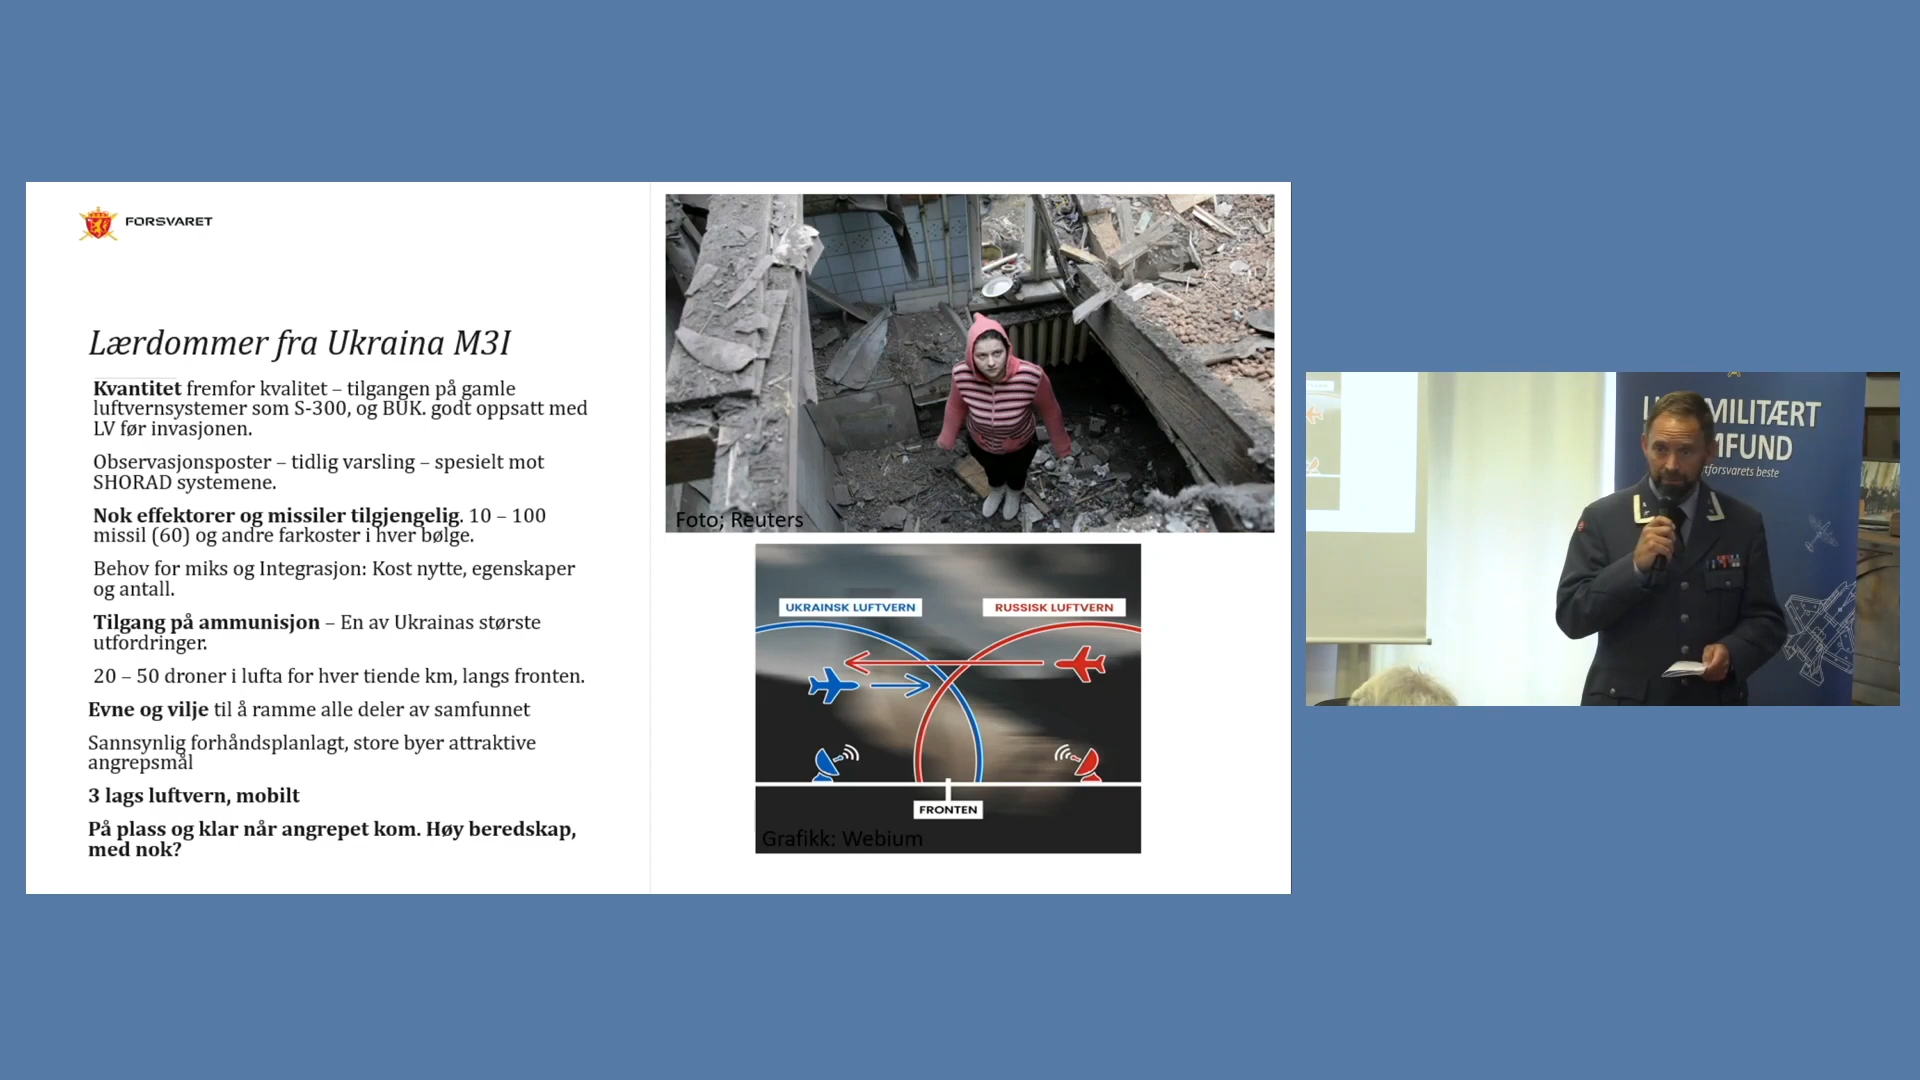 FORSVARET
Lærdommer fra Ukraina M3I
Kvantitet fremfor kvalitet – tilgangen på gamle
luftvernsystemer som S-300, og BUK. godt oppsatt med
LV før invasjonen.
Observasjonsposter – tidlig varsling – spesielt mot
SHORAD systemene.
Nok effektorer og missiler tilgjengelig. 10 – 100
missil (60) og andre farkoster i hver bølge.
Behov for miks og Integrasjon: Kost nytte, egenskaper
og antall.
Tilgang på ammunisjon – En av Ukrainas største
utfordringer.
20 – 50 droner i lufta for hver tiende km, langs fronten.
Evne og vilje til å ramme alle deler av samfunnet
Sannsynlig forhåndsplanlagt, store byer attraktive
angrepsmål
3 lags luftvern, mobilt
På plass og klar når angrepet kom. Høy beredskap,
med nok?
Foto; Reuters
UKRAINSK LUFTVERN
RUSSISK LUFTVERN
FRONTEN
Grafikk: Webium
MILITÆRT
MFUND
tforsvarets beste